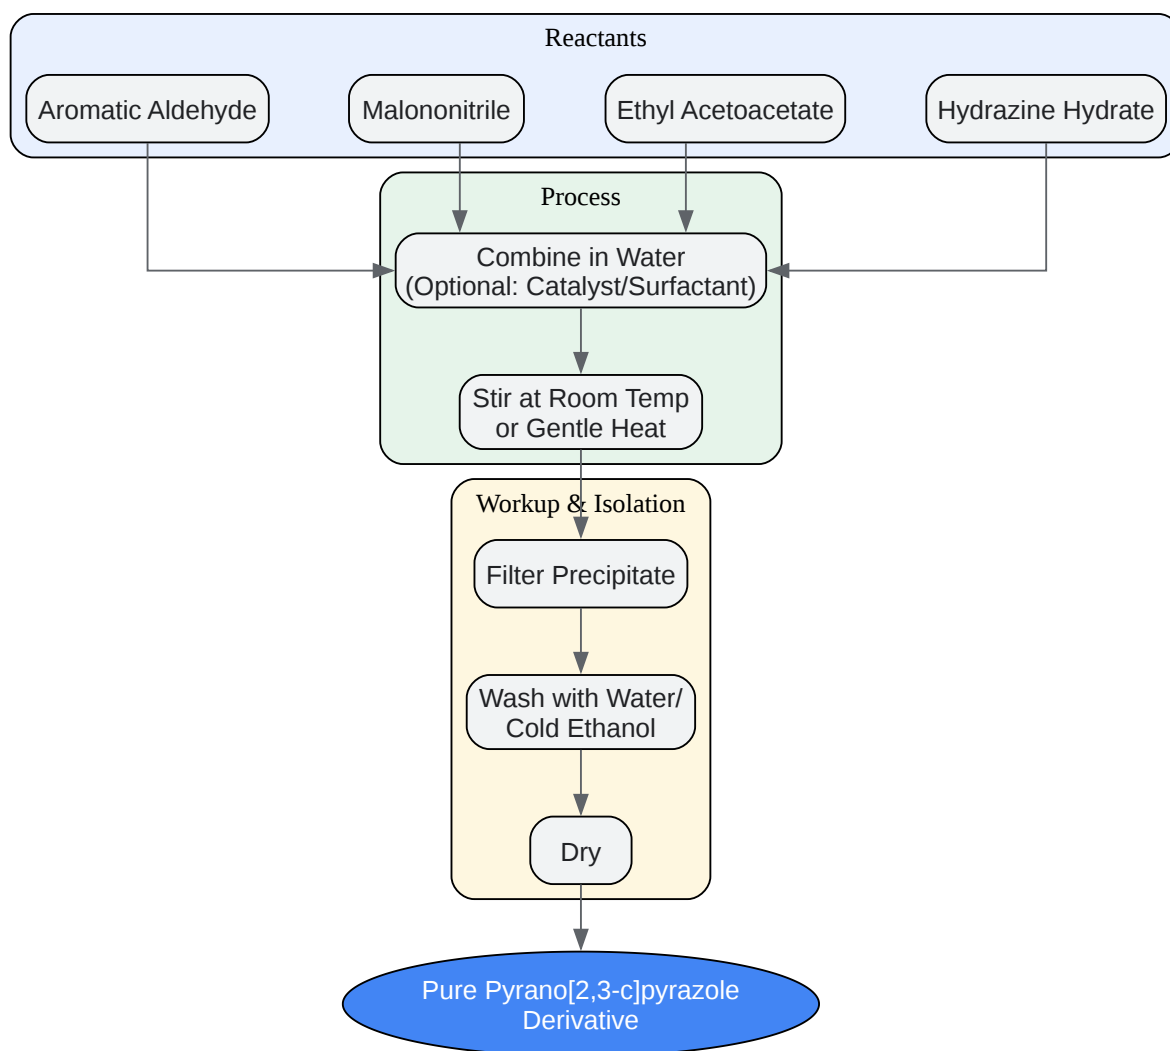 Reactants
Aromatic Aldehyde
Malononitrile
Ethyl Acetoacetate
Hydrazine Hydrate
Process
Combine in Water
(Optional: Catalyst/Surfactant)
Stir at Room Temp
or Gentle Heat
Workup & Isolation
Filter Precipitate
Wash with Water/
Cold Ethanol
Dry
Pure Pyrano[2,3-c]pyrazole
Derivative